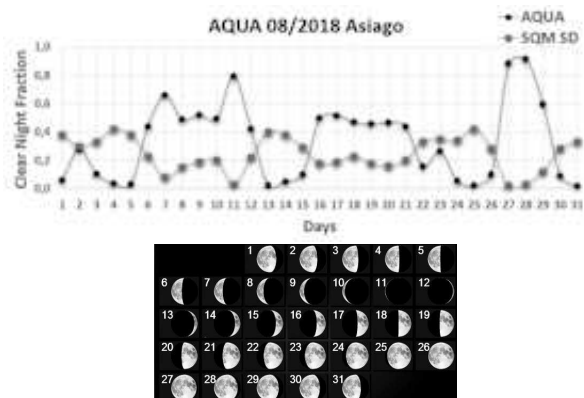 AQUA 08/2018 Asiago
AQUA
SQM SD
Clear Night Fraction
1,0
0,8
0,6
0,4
0,2
0,0
1 2 3 4 5 6 7 8 9 10 11 12 13 14 15 16 17 18 19 20 21 22 23 24 25 26 27 28 29 30 31
Days
1 2 3 4 5
6 7 8 9 10 11 12
13 14 15 16 17 18 19
20 21 22 23 24 25 26
27 28 29 30 31